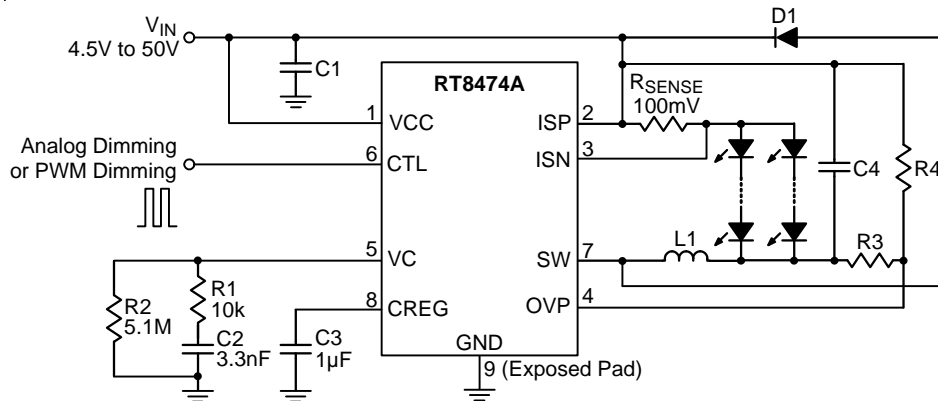 V_IN
4.5V to 50V
D1
C1
RT8474A
R_SENSE
100mV
1
VCC
ISP
2
Analog Dimming
or PWM Dimming
6
CTL
ISN
3
C4
R4
5
VC
SW
7
L1
R3
R2
5.1M
R1
10k
8
CREG
OVP
4
C2
3.3nF
C3
1µF
GND
9 (Exposed Pad)